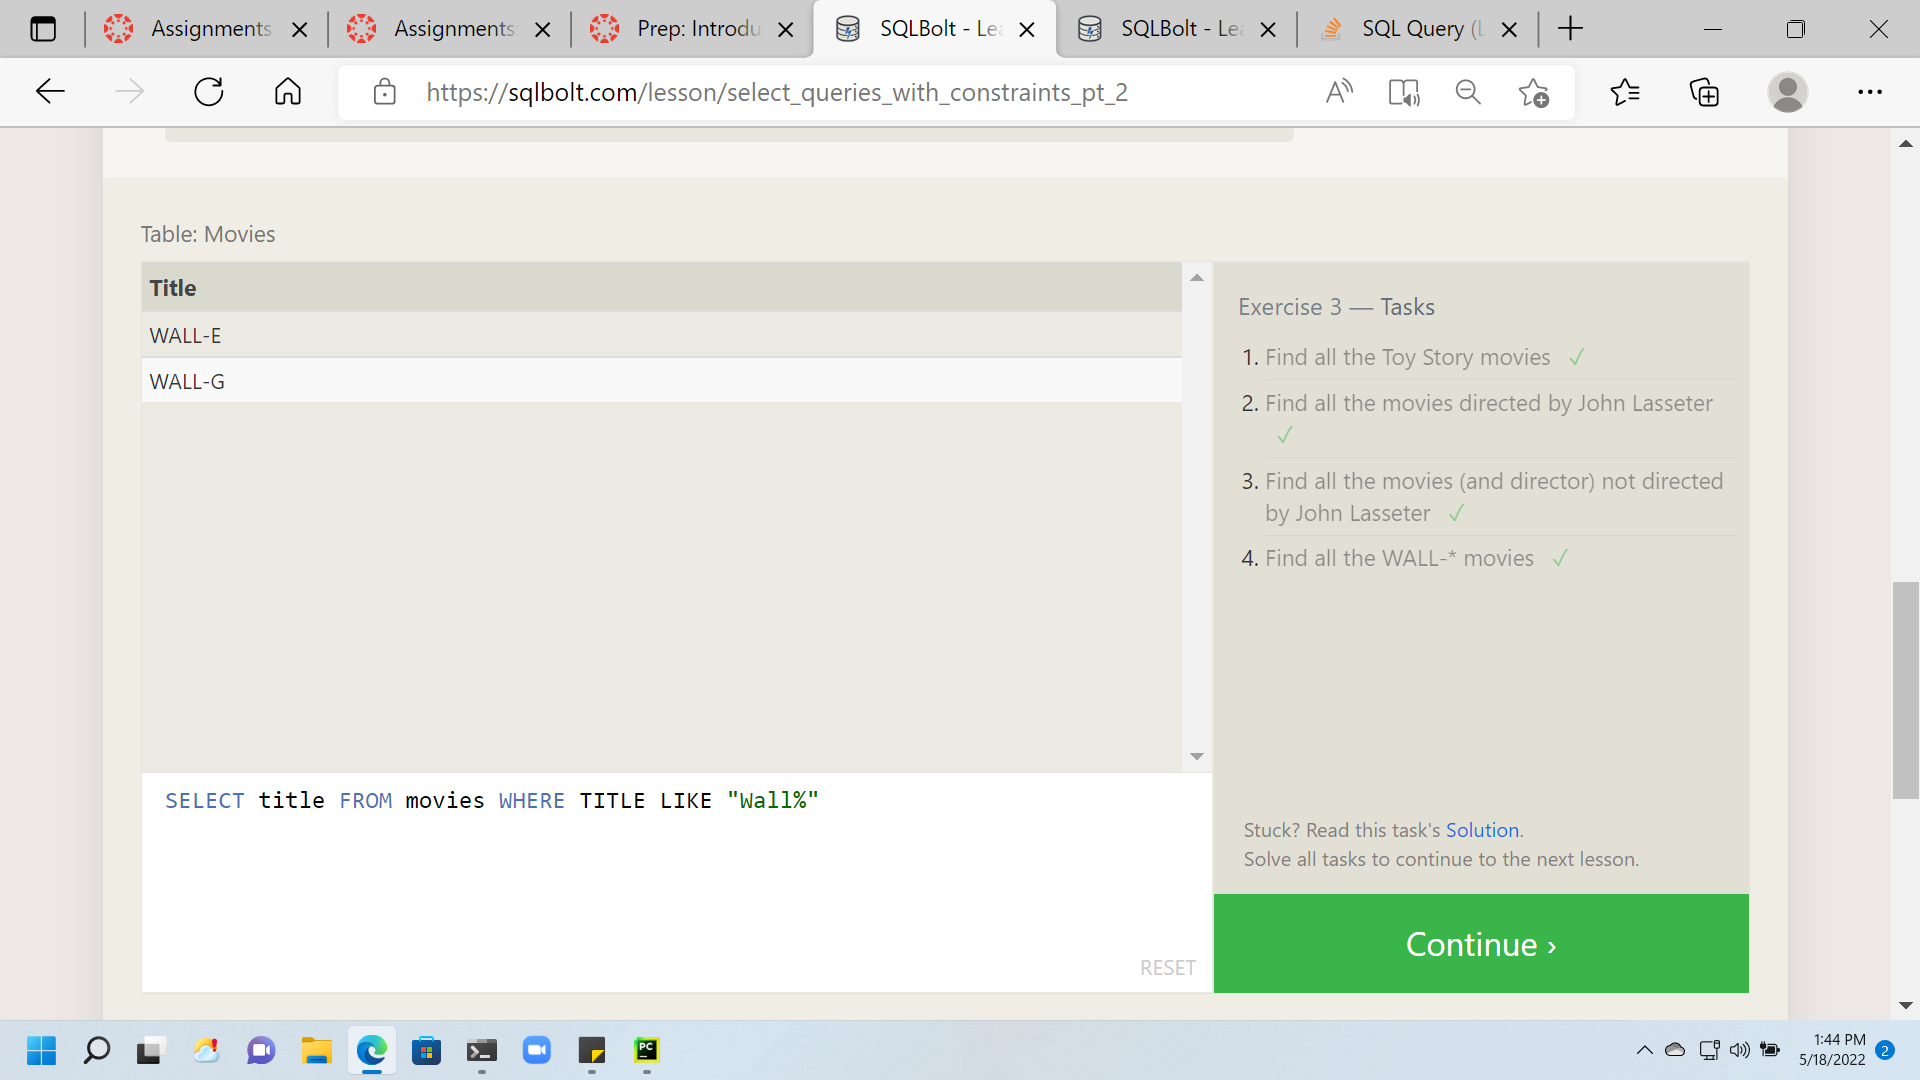 Assignments:
Assignments:
Prep: Introdu
SQLBolt - Lea
SQLBolt - Lea
SQL Query (L
https://sqlbolt.com/lesson/select_queries_with_constraints_pt_2
Table: Movies
Title
WALL-E
WALL-G
SELECT title FROM movies WHERE TITLE LIKE "Wall%"
RESET
Exercise 3 — Tasks
1. Find all the Toy Story movies ✓
2. Find all the movies directed by John Lasseter
✓
3. Find all the movies (and director) not directed
by John Lasseter ✓
4. Find all the WALL-* movies ✓
Stuck? Read this task's Solution.
Solve all tasks to continue to the next lesson.
Continue ›
PC
1:44 PM
5/18/2022
2